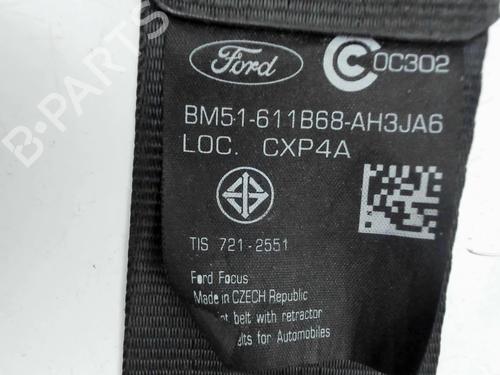 Ford
C 0C302
BM51-611B68-AH3JA6
LOC. CXP4A
TIS 721-2551
Ford Focus
Made in CZECH Republic
belt with retractor
for Automobiles
B-PARTS